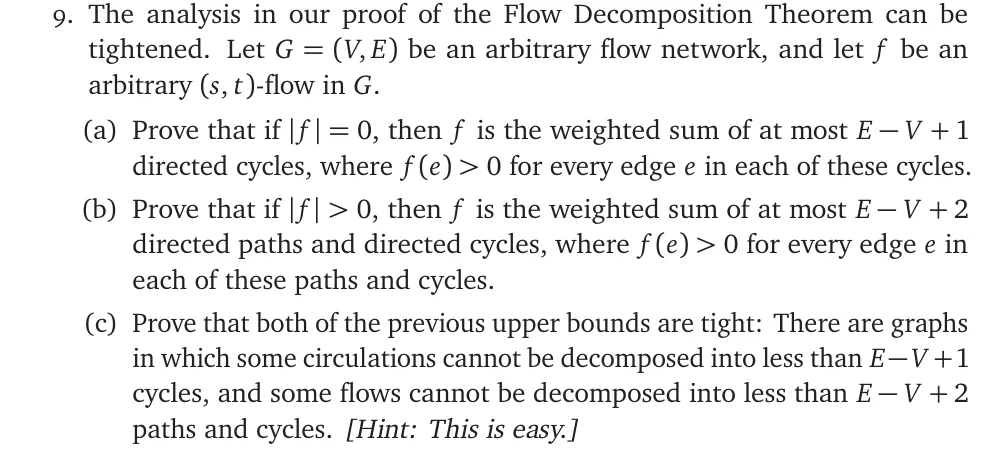 9. The analysis in our proof of the Flow Decomposition Theorem can be
tightened. Let G = (V, E) be an arbitrary flow network, and let f be an
arbitrary (s, t)-flow in G.
(a) Prove that if |f| = 0, then f is the weighted sum of at most E − V + 1
directed cycles, where f(e) > 0 for every edge e in each of these cycles.
(b) Prove that if |f| > 0, then f is the weighted sum of at most E − V + 2
directed paths and directed cycles, where f(e) > 0 for every edge e in
each of these paths and cycles.
(c) Prove that both of the previous upper bounds are tight: There are graphs
in which some circulations cannot be decomposed into less than E − V + 1
cycles, and some flows cannot be decomposed into less than E − V + 2
paths and cycles. [Hint: This is easy.]